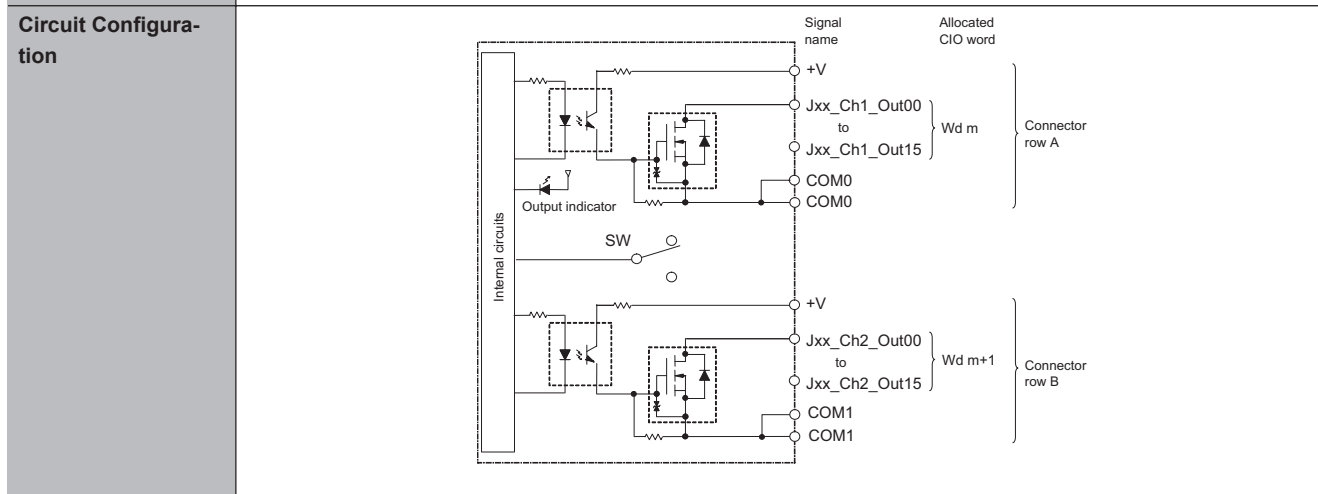 Circuit Configura-
tion
Signal
name
Allocated
CIO word
+V
Jxx_Ch1_Out00
to
Jxx_Ch1_Out15
Wd m
Connector
row A
COM0
COM0
Output indicator
Internal circuits
SW
+V
Jxx_Ch2_Out00
to
Jxx_Ch2_Out15
Wd m+1
Connector
row B
COM1
COM1